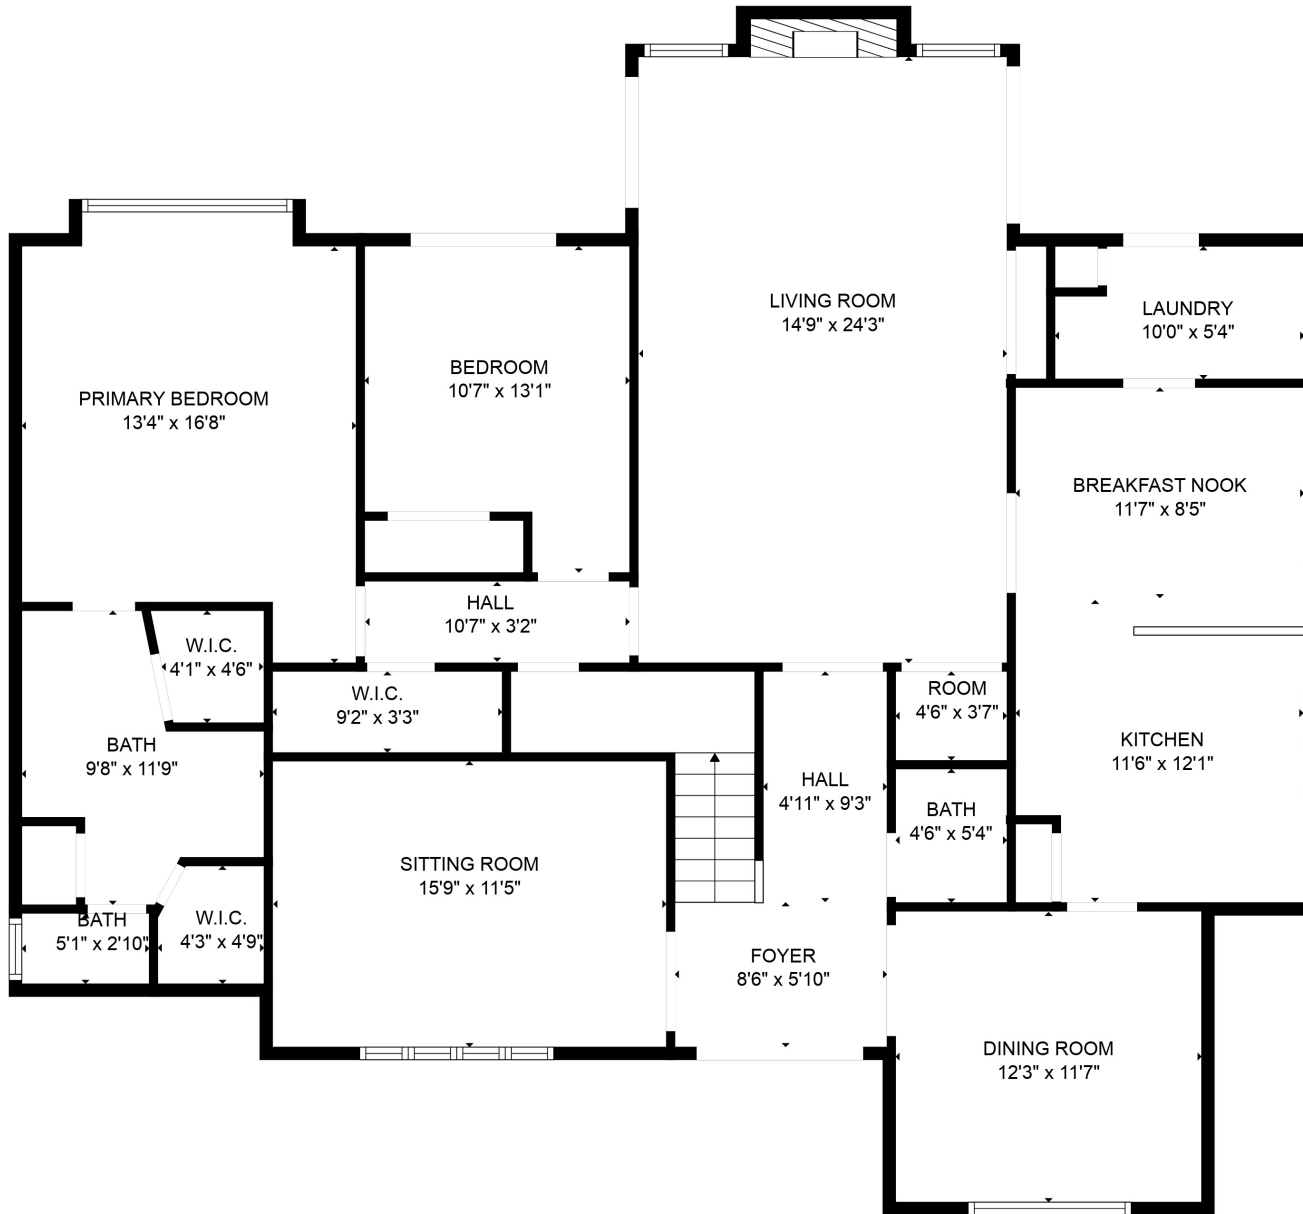 LIVING ROOM
14'9" x 24'3"
LAUNDRY
10'0" x 5'4"
BEDROOM
10'7" x 13'1"
PRIMARY BEDROOM
13'4" x 16'8"
BREAKFAST NOOK
11'7" x 8'5"
HALL
10'7" x 3'2"
W.I.C.
4'1" x 4'6"
W.I.C.
9'2" x 3'3"
ROOM
4'6" x 3'7"
BATH
9'8" x 11'9"
KITCHEN
11'6" x 12'1"
HALL
4'11" x 9'3"
BATH
4'6" x 5'4"
SITTING ROOM
15'9" x 11'5"
BATH
5'1" x 2'10"
W.I.C.
4'3" x 4'9"
FOYER
8'6" x 5'10"
DINING ROOM
12'3" x 11'7"